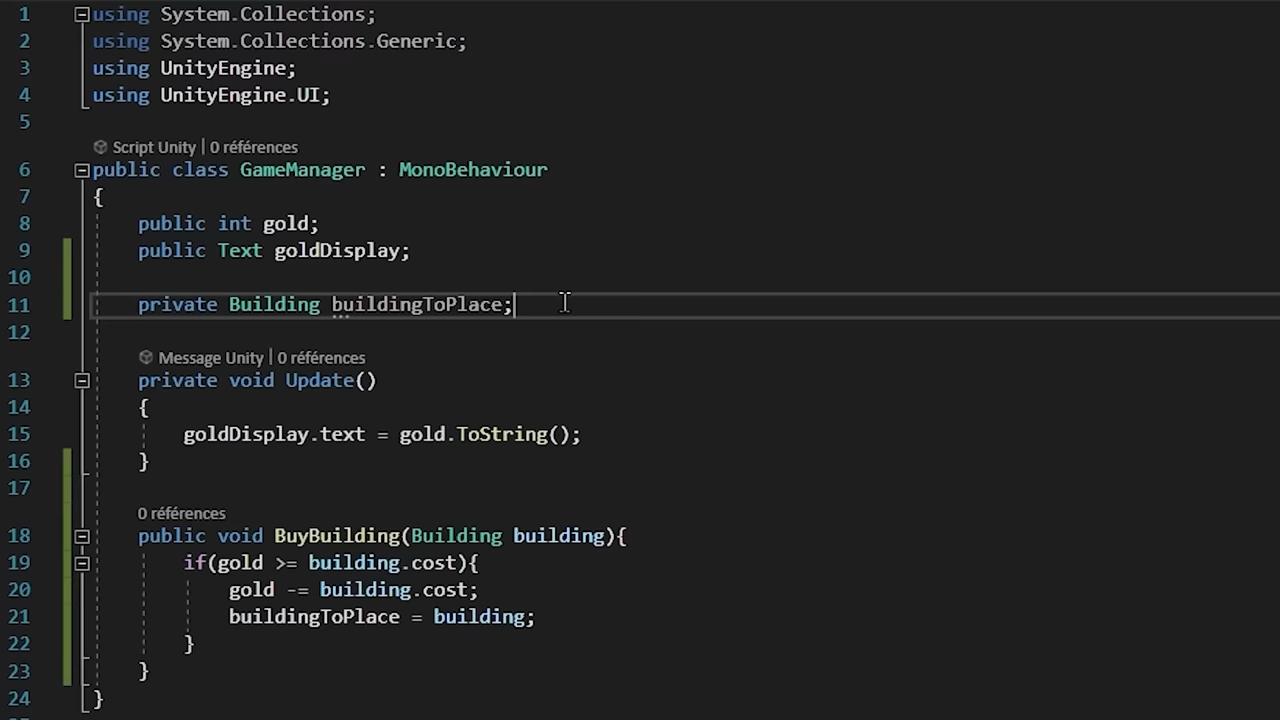 1 using System.Collections;
2 using System.Collections.Generic;
3 using UnityEngine;
4 using UnityEngine.UI;
5
Script Unity | 0 références
6 public class GameManager : MonoBehaviour
7 {
8 public int gold;
9 public Text goldDisplay;
10
11 private Building buildingToPlace;
12
Message Unity | 0 références
13 private void Update()
14 {
15 goldDisplay.text = gold.ToString();
16 }
17
0 références
18 public void BuyBuilding(Building building){
19 if(gold >= building.cost){
20 gold -= building.cost;
21 buildingToPlace = building;
22 }
23 }
24 }